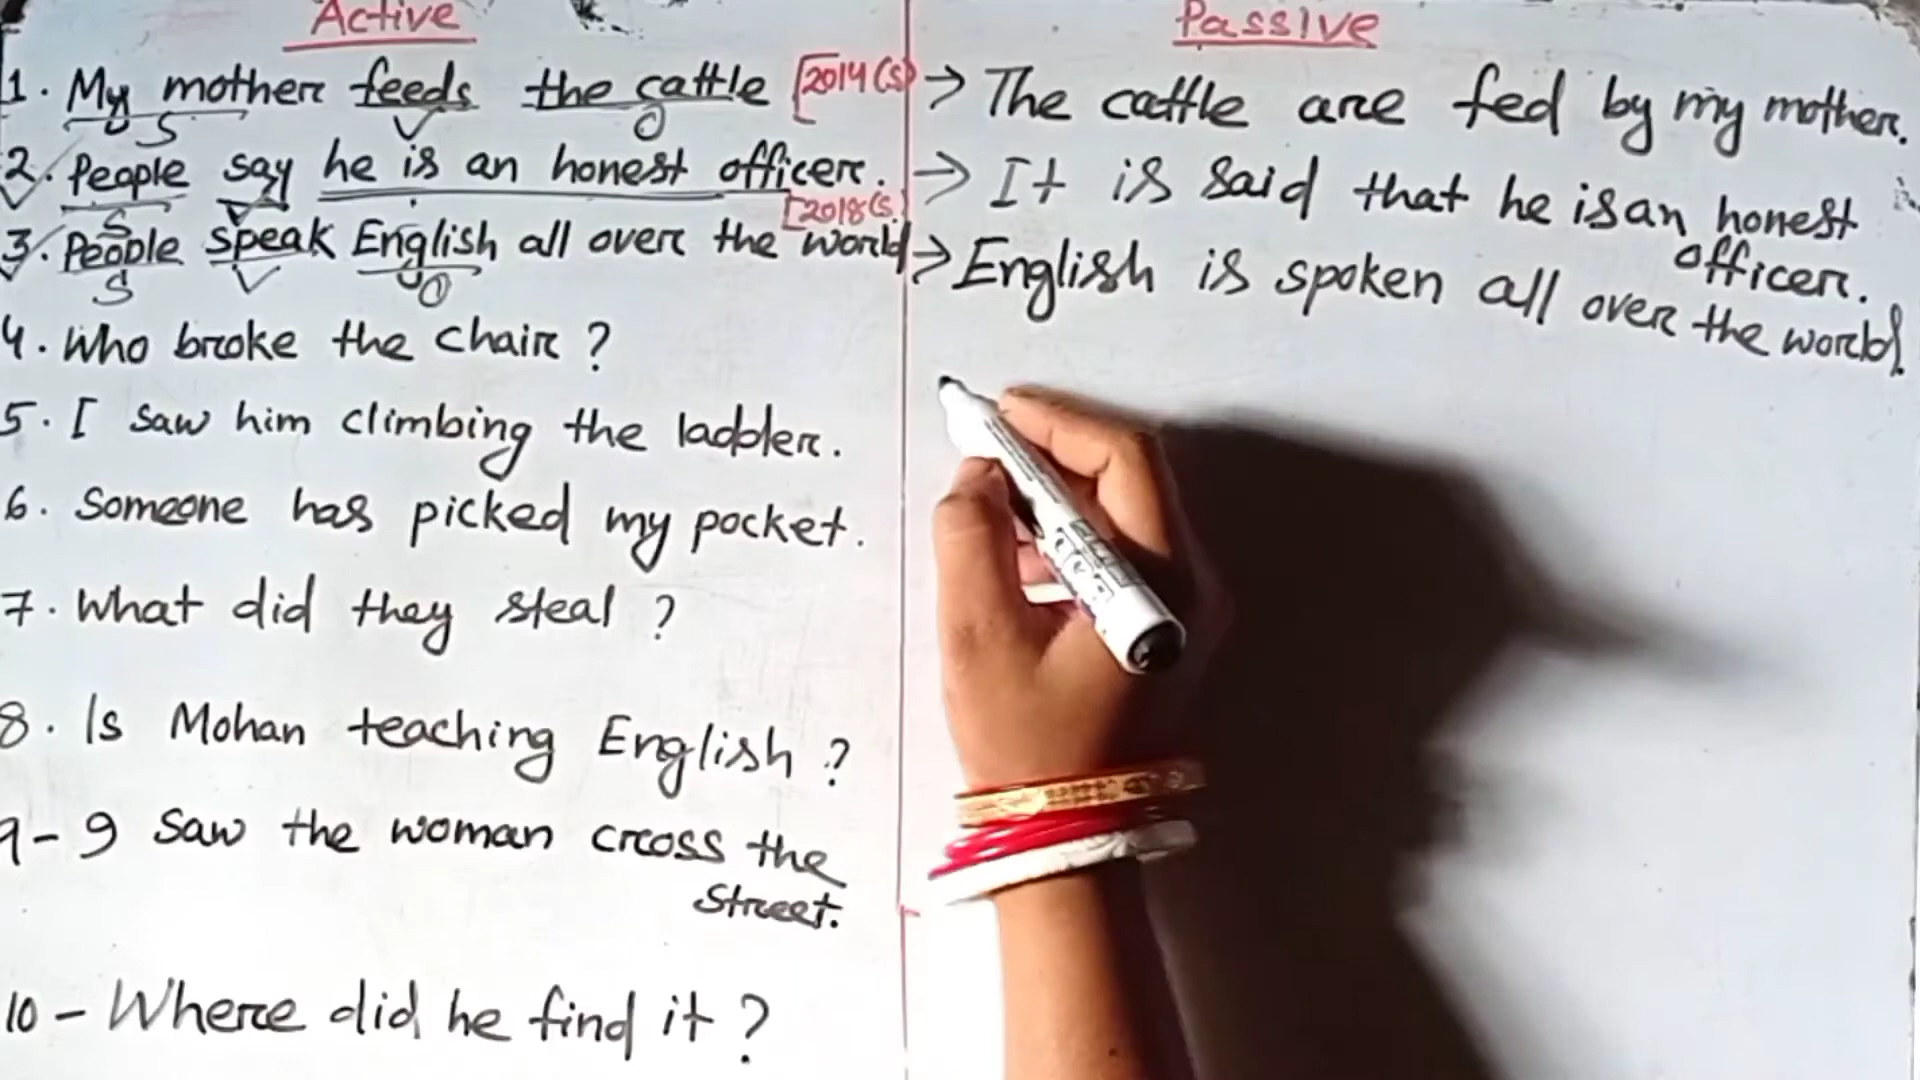 Active
Passive
1. My mother feeds the cattle [2014(s)
S V O
→ The cattle are fed by my mother.
2. People say he is an honest officer.
S V
[2018(s)
→ It is said that he is an honest
officer.
3. People speak English all over the world
S V O
→ English is spoken all over the world.
4. Who broke the chair ?
5. I saw him climbing the ladder.
6. Someone has picked my pocket.
7. What did they steal ?
8. Is Mohan teaching English ?
9 - 9 saw the woman cross the
street.
10 - Where did he find it ?